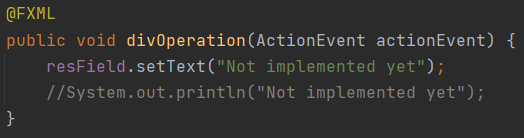 @FXML
public void divOperation(ActionEvent actionEvent) {
    resField.setText("Not implemented yet");
    //System.out.println("Not implemented yet");
}